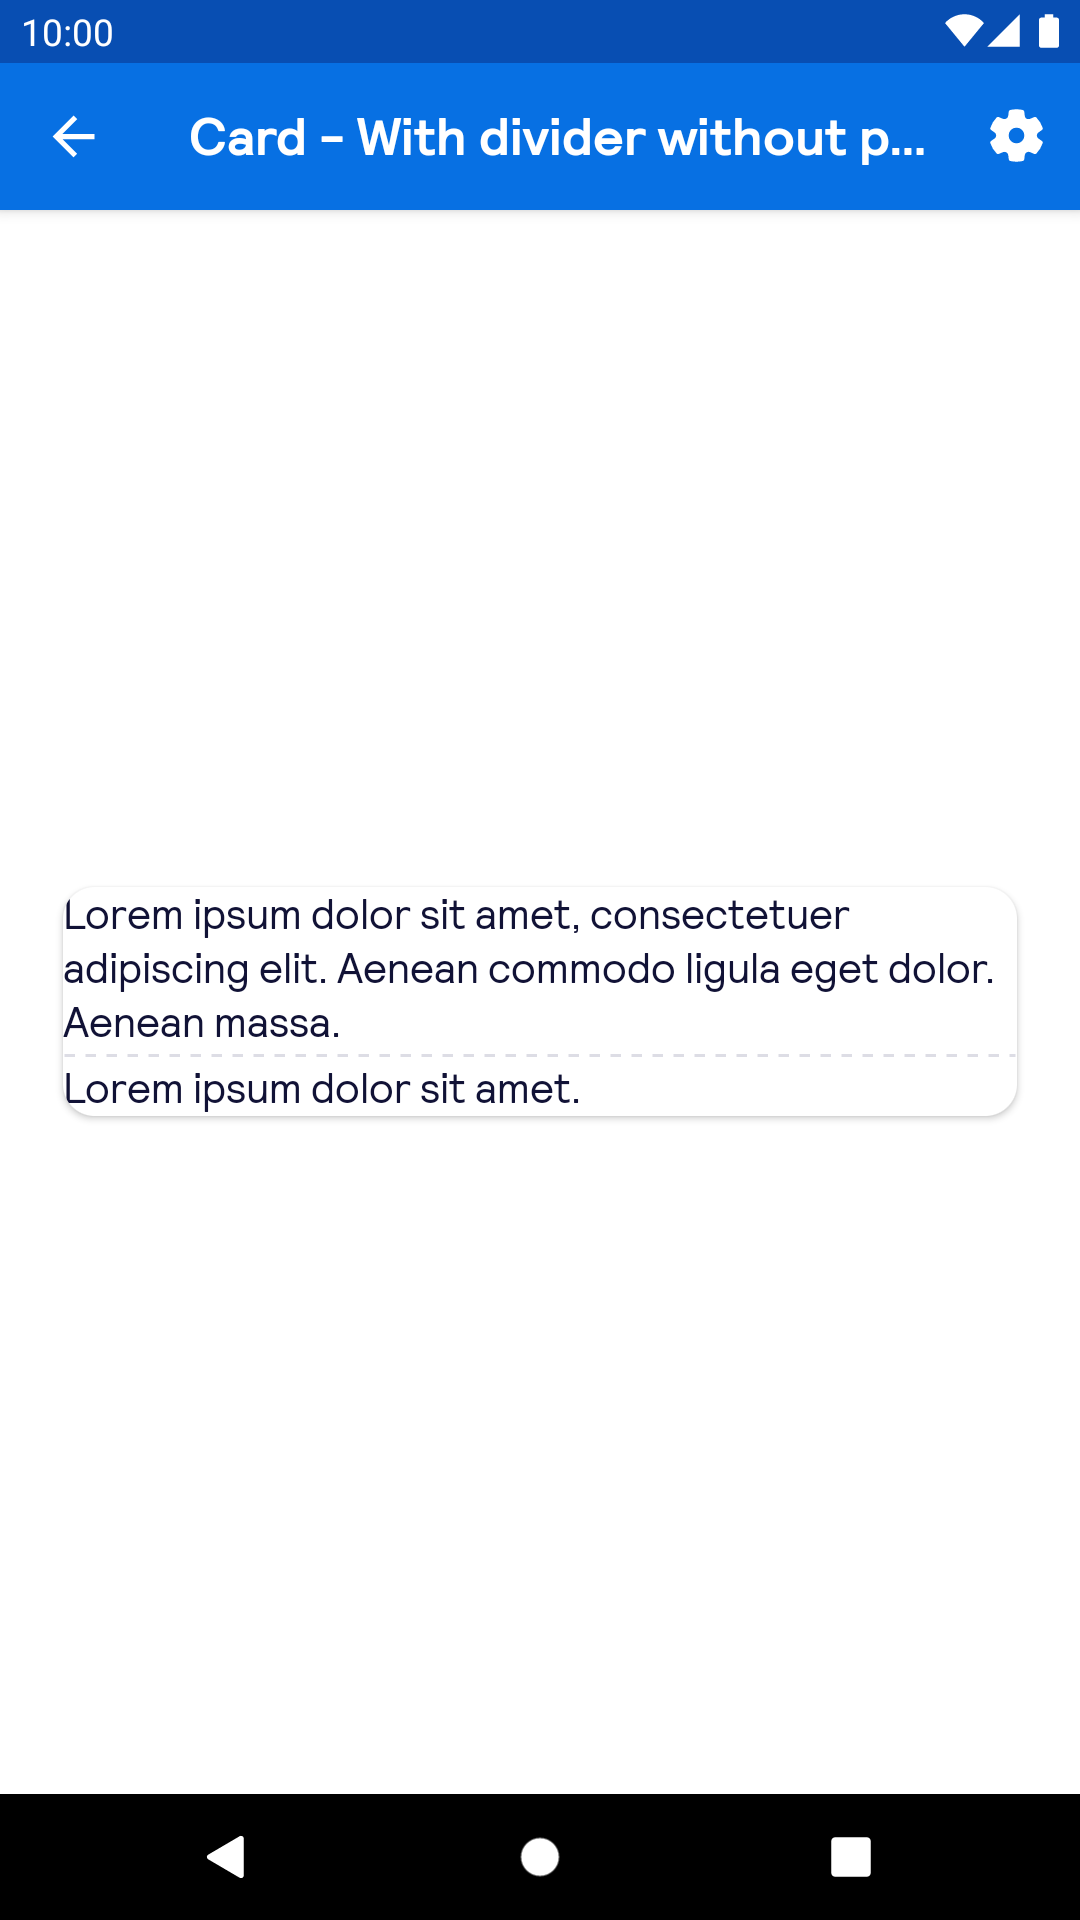 10:00
Card - With divider without p...
Lorem ipsum dolor sit amet, consectetuer
adipiscing elit. Aenean commodo ligula eget dolor.
Aenean massa.
Lorem ipsum dolor sit amet.